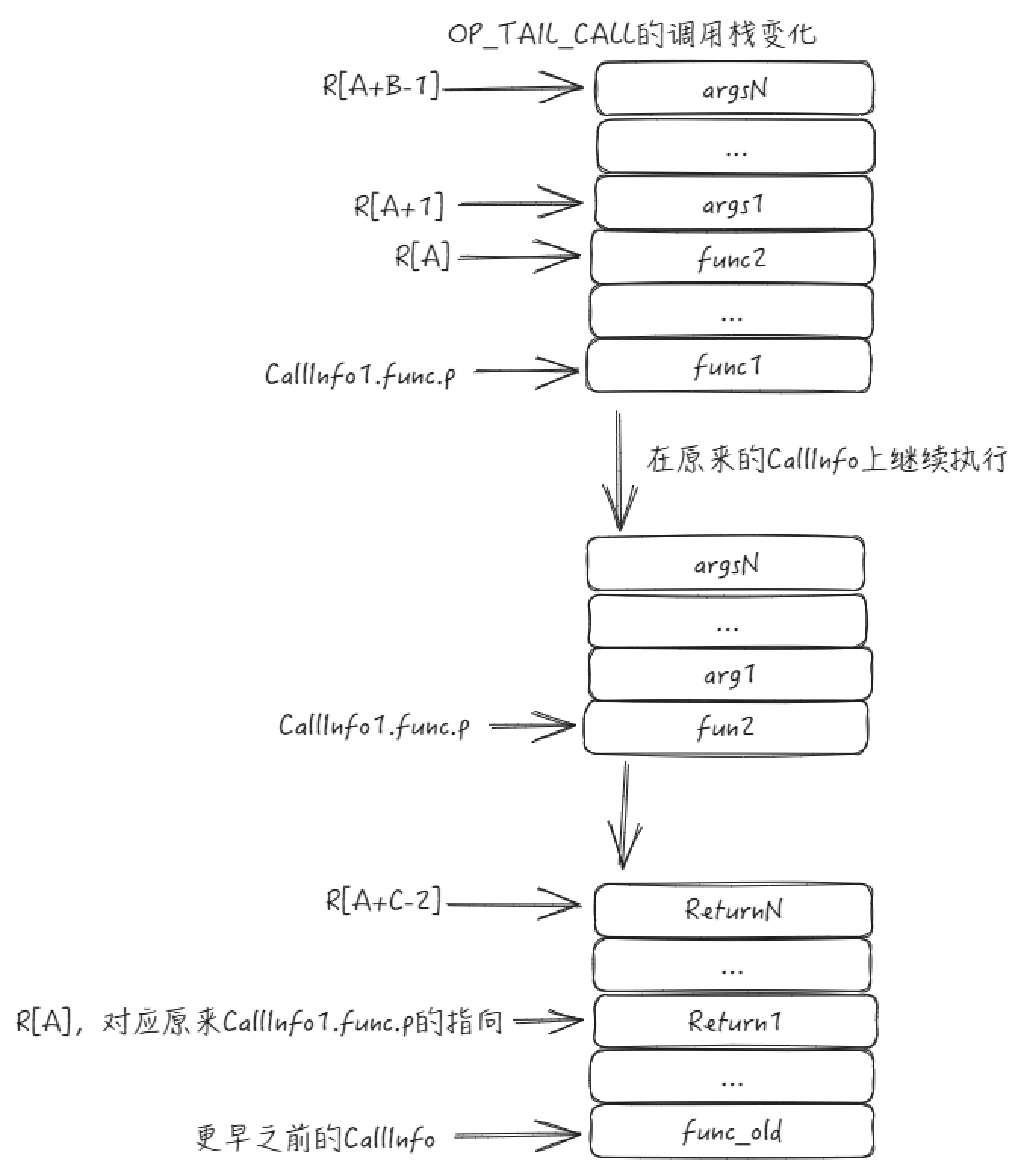 OP_TAIL_CALL的调用栈变化
R[A+B-1]
argsN
...
R[A+1]
args1
R[A]
func2
...
CallInfo1.func.p
func1
在原来的CallInfo上继续执行
argsN
...
arg1
CallInfo1.func.p
fun2
R[A+C-2]
ReturnN
...
R[A]，对应原来CallInfo1.func.p的指向
Return1
...
更早之前的CallInfo
func_old